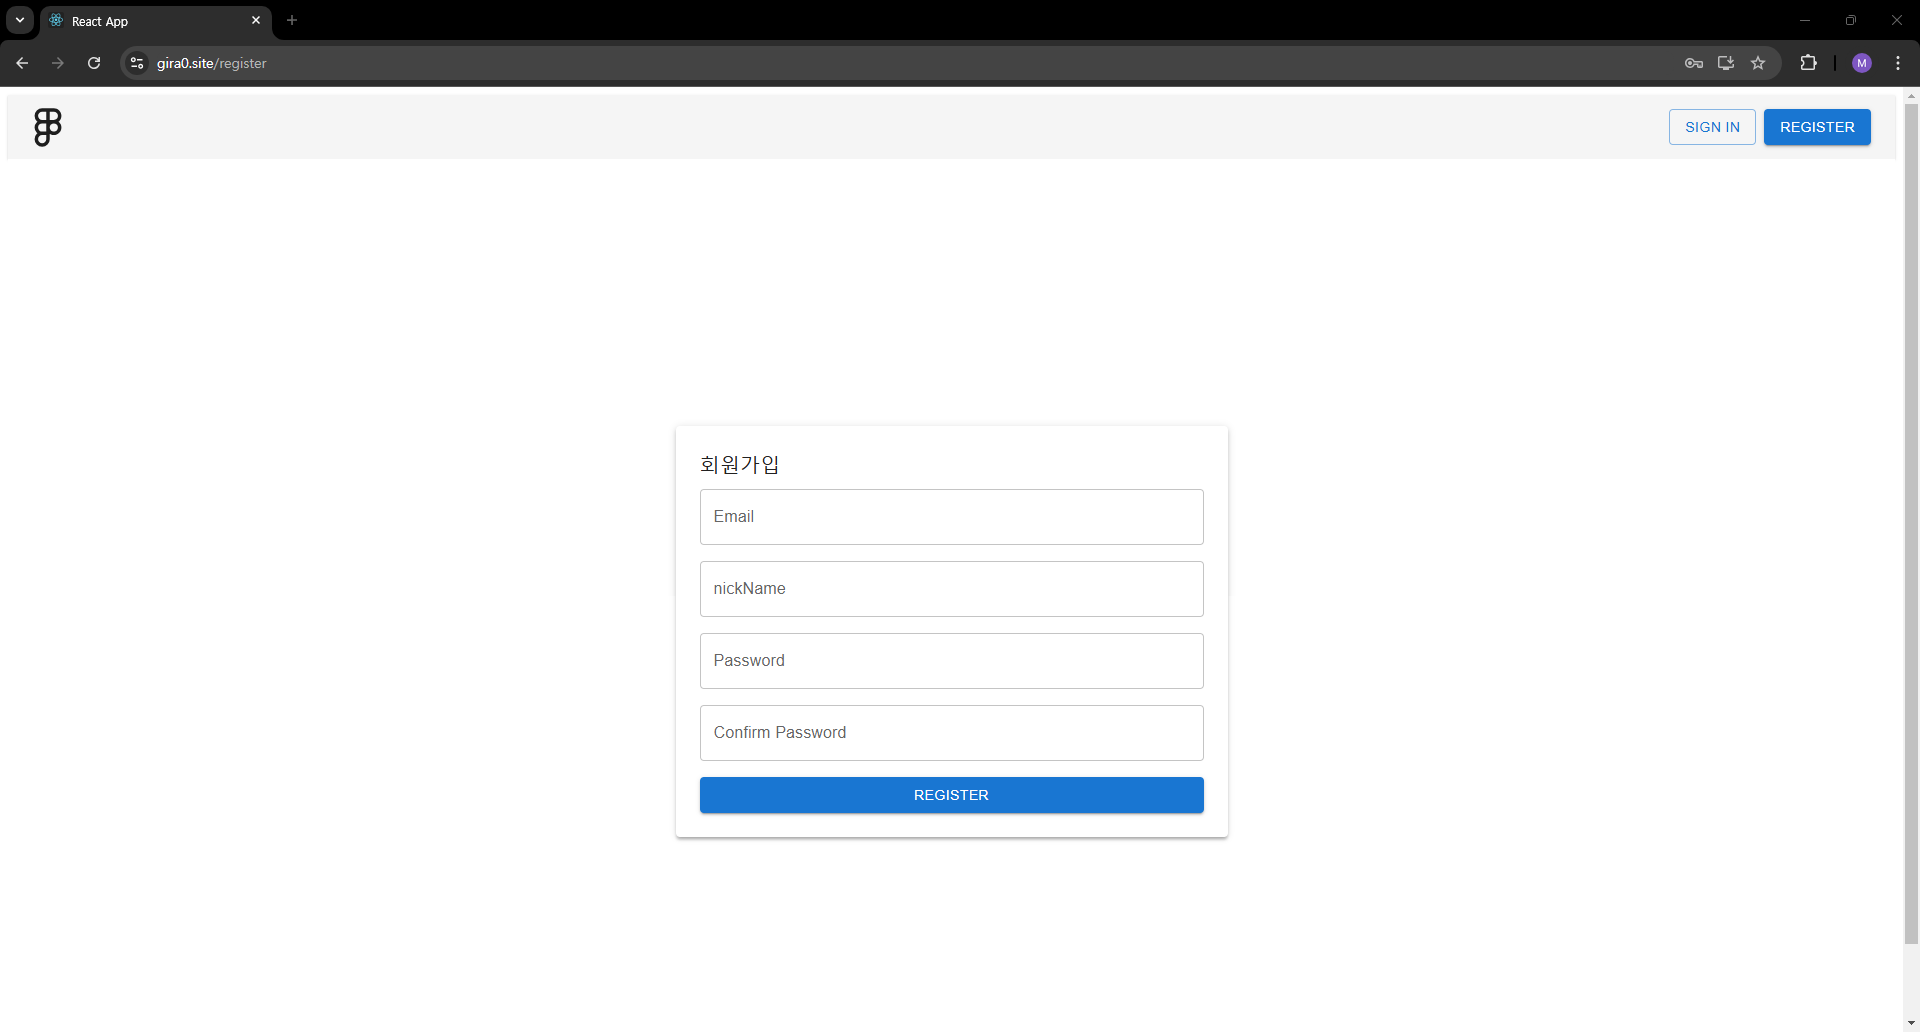 React App
gira0.site/register
M
SIGN IN
REGISTER
회원가입
Email
nickName
Password
Confirm Password
REGISTER